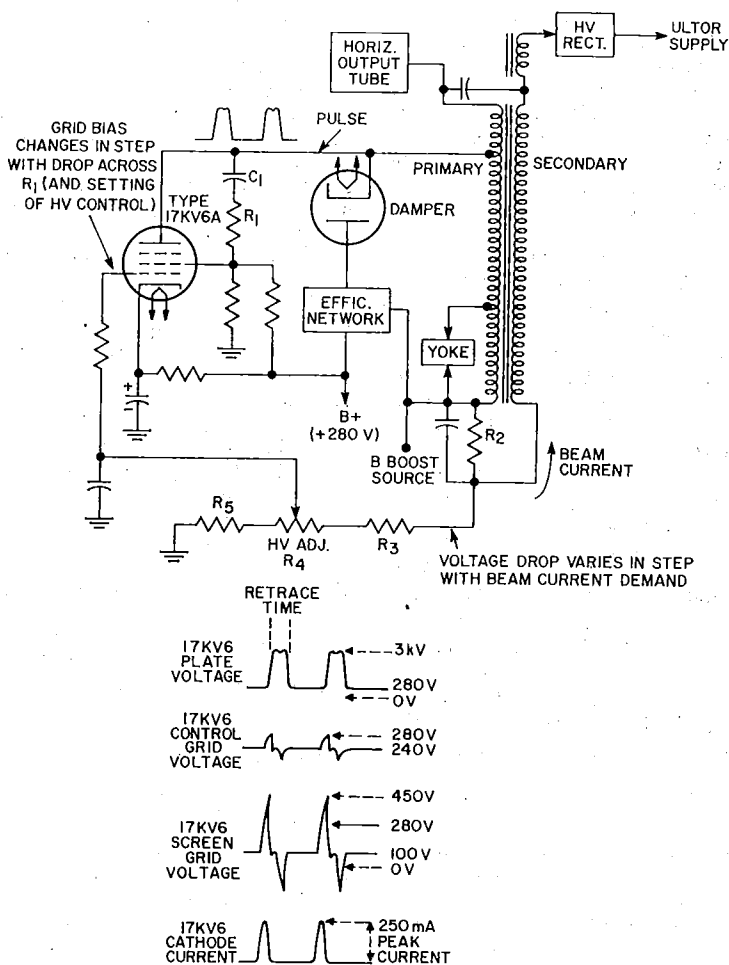 HORIZ.
OUTPUT
TUBE
HV
RECT.
ULTOR
SUPPLY
GRID BIAS
CHANGES IN STEP
WITH DROP ACROSS
R1 (AND SETTING
OF HV CONTROL)
TYPE
17KV6A
PULSE
C1
R1
PRIMARY
SECONDARY
DAMPER
EFFIC.
NETWORK
YOKE
+
-
B+
(+280 V)
B BOOST
SOURCE
R2
BEAM
CURRENT
R5
HV ADJ.
R4
R3
VOLTAGE DROP VARIES IN STEP
WITH BEAM CURRENT DEMAND
RETRACE
TIME
17KV6
PLATE
VOLTAGE
3kV
280V
0V
17KV6
CONTROL
GRID
VOLTAGE
280V
240V
17KV6
SCREEN
GRID
VOLTAGE
450V
280V
100V
0V
17KV6
CATHODE
CURRENT
250mA
PEAK
CURRENT